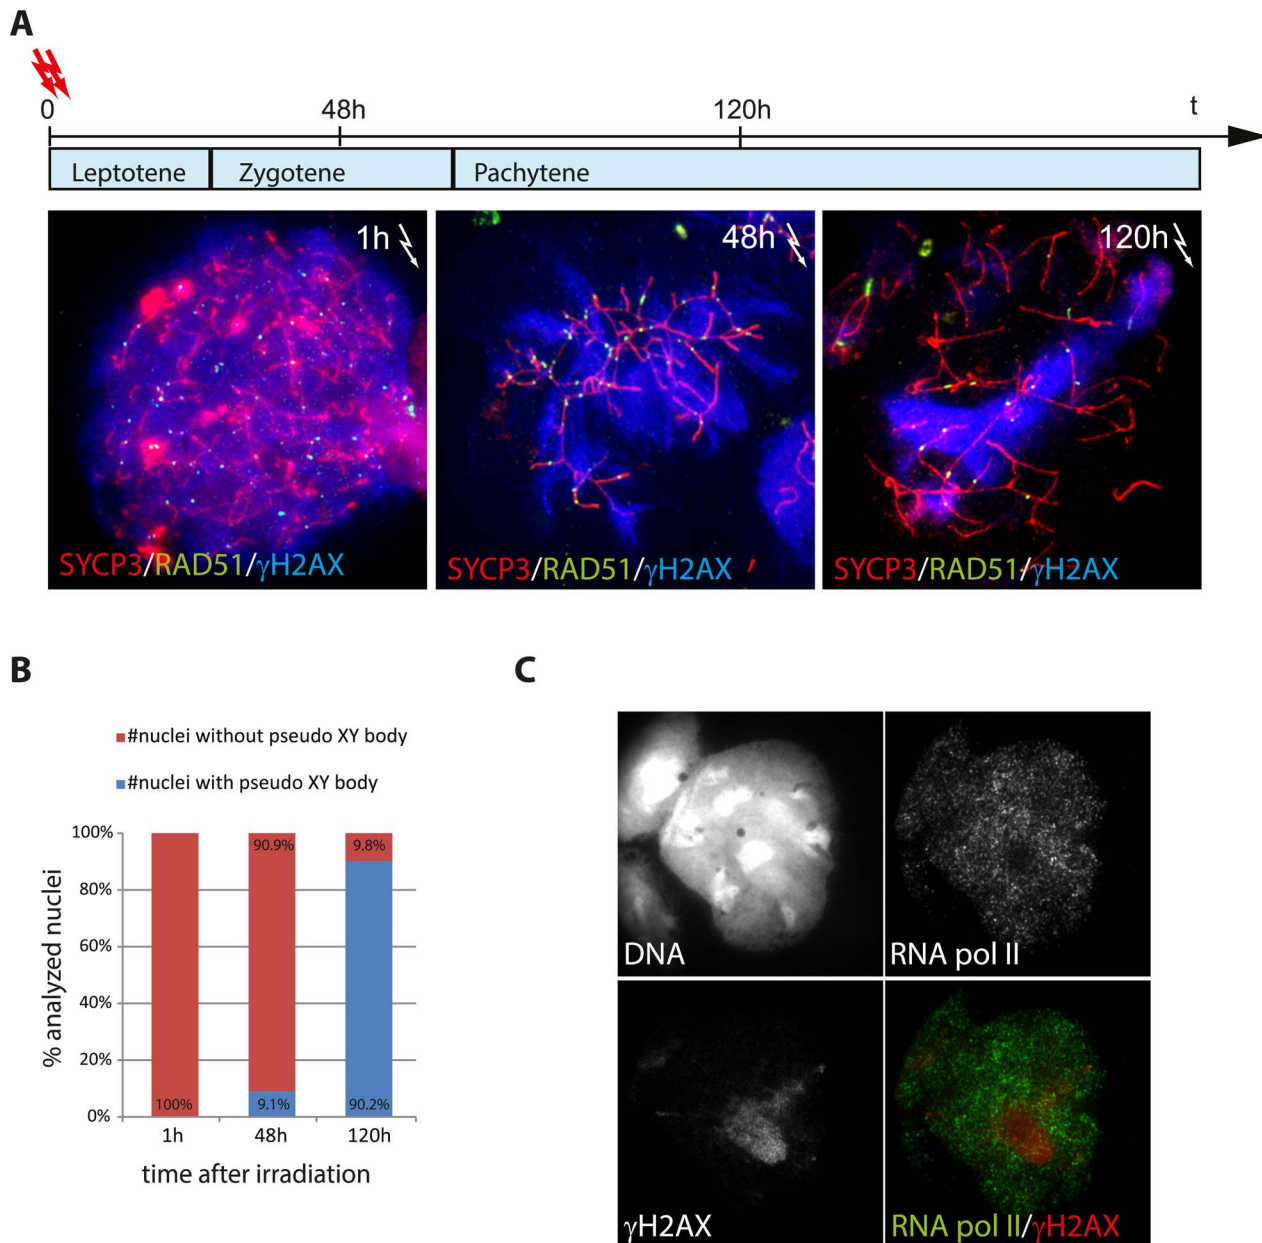 A
0 48h 120h t
Leptotene Zygotene Pachytene
1h 48h 120h
SYCP3/RAD51/γH2AX SYCP3/RAD51/γH2AX SYCP3/RAD51/γH2AX
B
#nuclei without pseudo XY body
#nuclei with pseudo XY body
% analyzed nuclei
100%
80%
60%
40%
20%
0%
90.9% 9.8%
100% 9.1% 90.2%
1h 48h 120h
time after irradiation
C
DNA RNA pol II
γH2AX RNA pol II/γH2AX